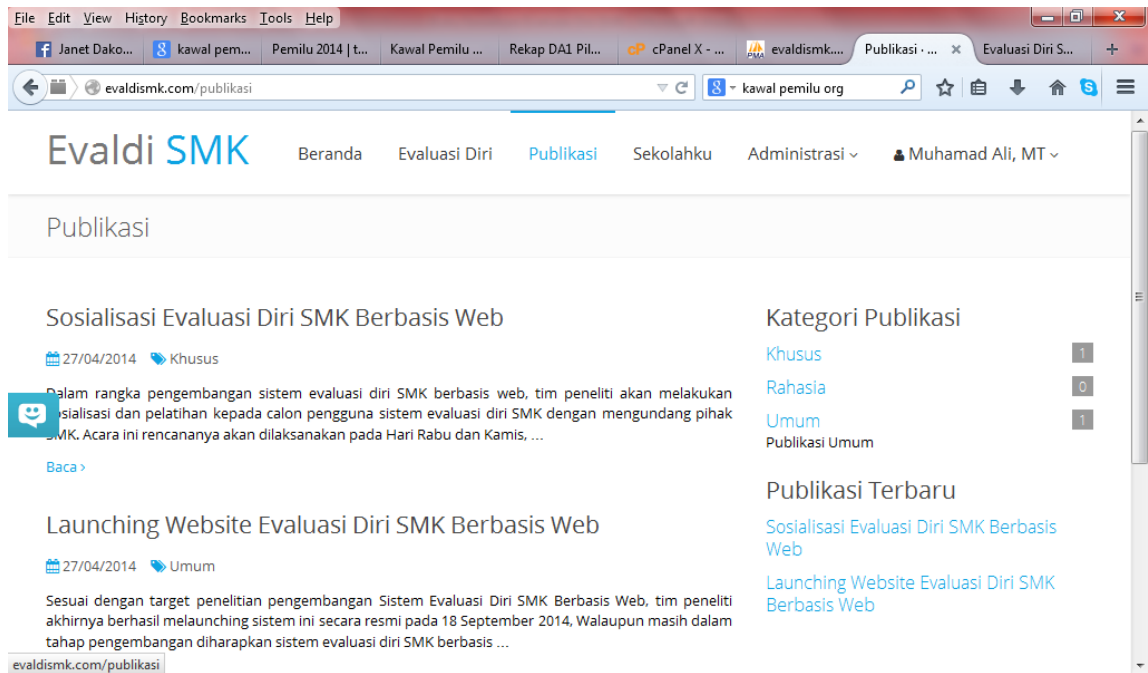 File Edit View History Bookmarks Tools Help
Janet Dako... kawal pem... Pemilu 2014 | t... Kawal Pemilu ... Rekap DA1 Pil... cPanel X - ... evaldismk.... Publikasi · ... Evaluasi Diri S...
evaldismk.com/publikasi kawal pemilu org
Evaldi SMK Beranda Evaluasi Diri Publikasi Sekolahku Administrasi Muhamad Ali, MT
Publikasi
Sosialisasi Evaluasi Diri SMK Berbasis Web
27/04/2014 Khusus
Dalam rangka pengembangan sistem evaluasi diri SMK berbasis web, tim peneliti akan melakukan
sosialisasi dan pelatihan kepada calon pengguna sistem evaluasi diri SMK dengan mengundang pihak
SMK. Acara ini rencananya akan dilaksanakan pada Hari Rabu dan Kamis, ...
Baca ›
Launching Website Evaluasi Diri SMK Berbasis Web
27/04/2014 Umum
Sesuai dengan target penelitian pengembangan Sistem Evaluasi Diri SMK Berbasis Web, tim peneliti
akhirnya berhasil melaunching sistem ini secara resmi pada 18 September 2014, Walaupun masih dalam
tahap pengembangan diharapkan sistem evaluasi diri SMK berbasis ...
Kategori Publikasi
Khusus 1
Rahasia 0
Umum 1
Publikasi Umum
Publikasi Terbaru
Sosialisasi Evaluasi Diri SMK Berbasis
Web
Launching Website Evaluasi Diri SMK
Berbasis Web
evaldismk.com/publikasi